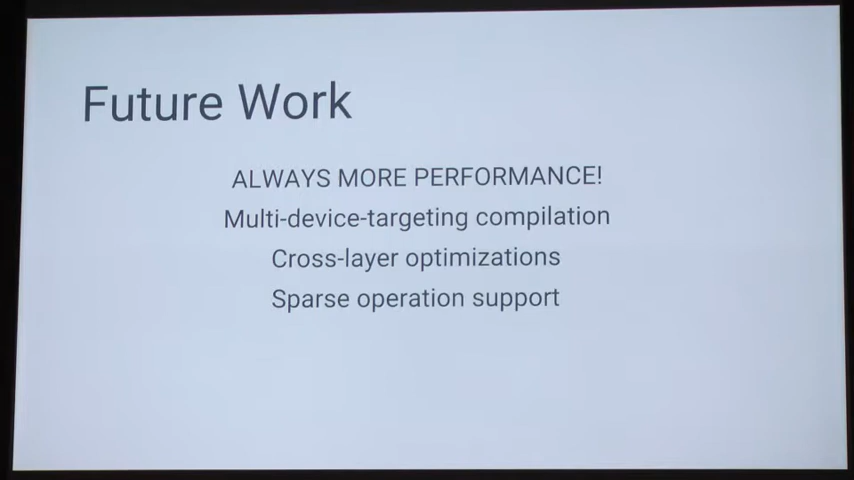 Future Work
ALWAYS MORE PERFORMANCE!
Multi-device-targeting compilation
Cross-layer optimizations
Sparse operation support